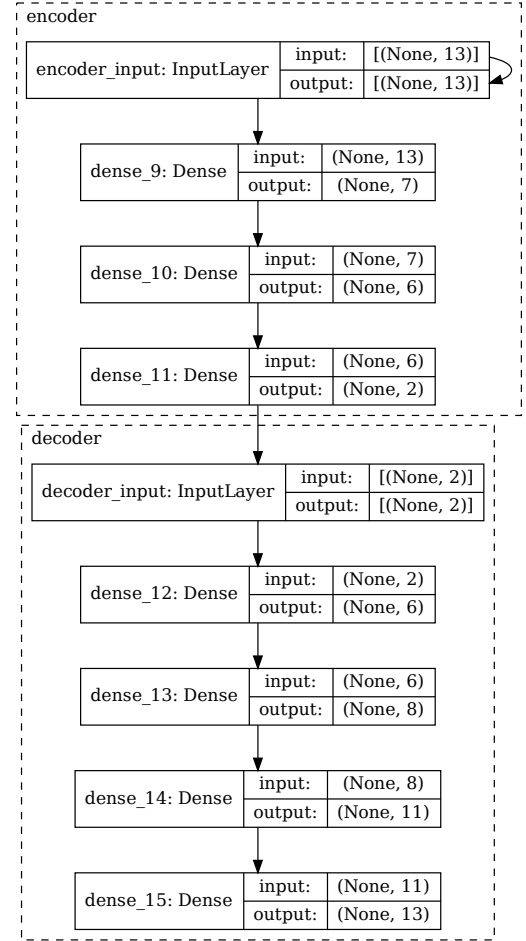 encoder
encoder_input: InputLayer
input: [(None, 13)]
output: [(None, 13)]
dense_9: Dense
input: (None, 13)
output: (None, 7)
dense_10: Dense
input: (None, 7)
output: (None, 6)
dense_11: Dense
input: (None, 6)
output: (None, 2)
decoder
decoder_input: InputLayer
input: [(None, 2)]
output: [(None, 2)]
dense_12: Dense
input: (None, 2)
output: (None, 6)
dense_13: Dense
input: (None, 6)
output: (None, 8)
dense_14: Dense
input: (None, 8)
output: (None, 11)
dense_15: Dense
input: (None, 11)
output: (None, 13)